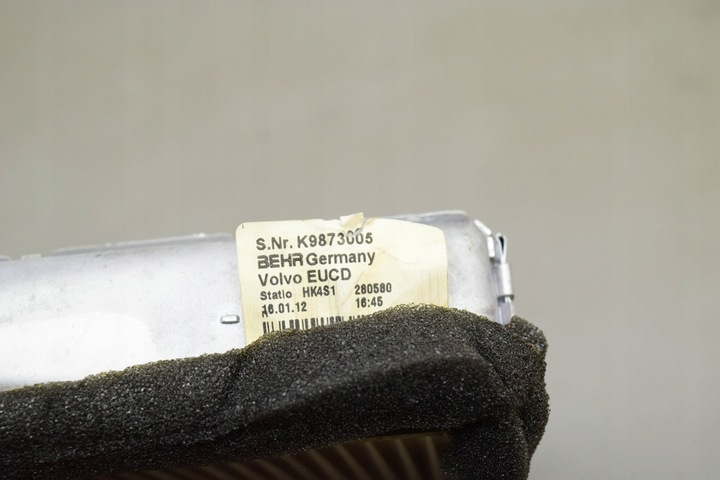 S.Nr. K9873005
BEHR Germany
Volvo EUCD
Statio HK4S1 280580
16.01.12 16:45